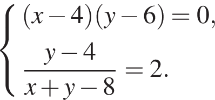 (x − 4)(y − 6) = 0,
(y − 4)/(x + y − 8) = 2.